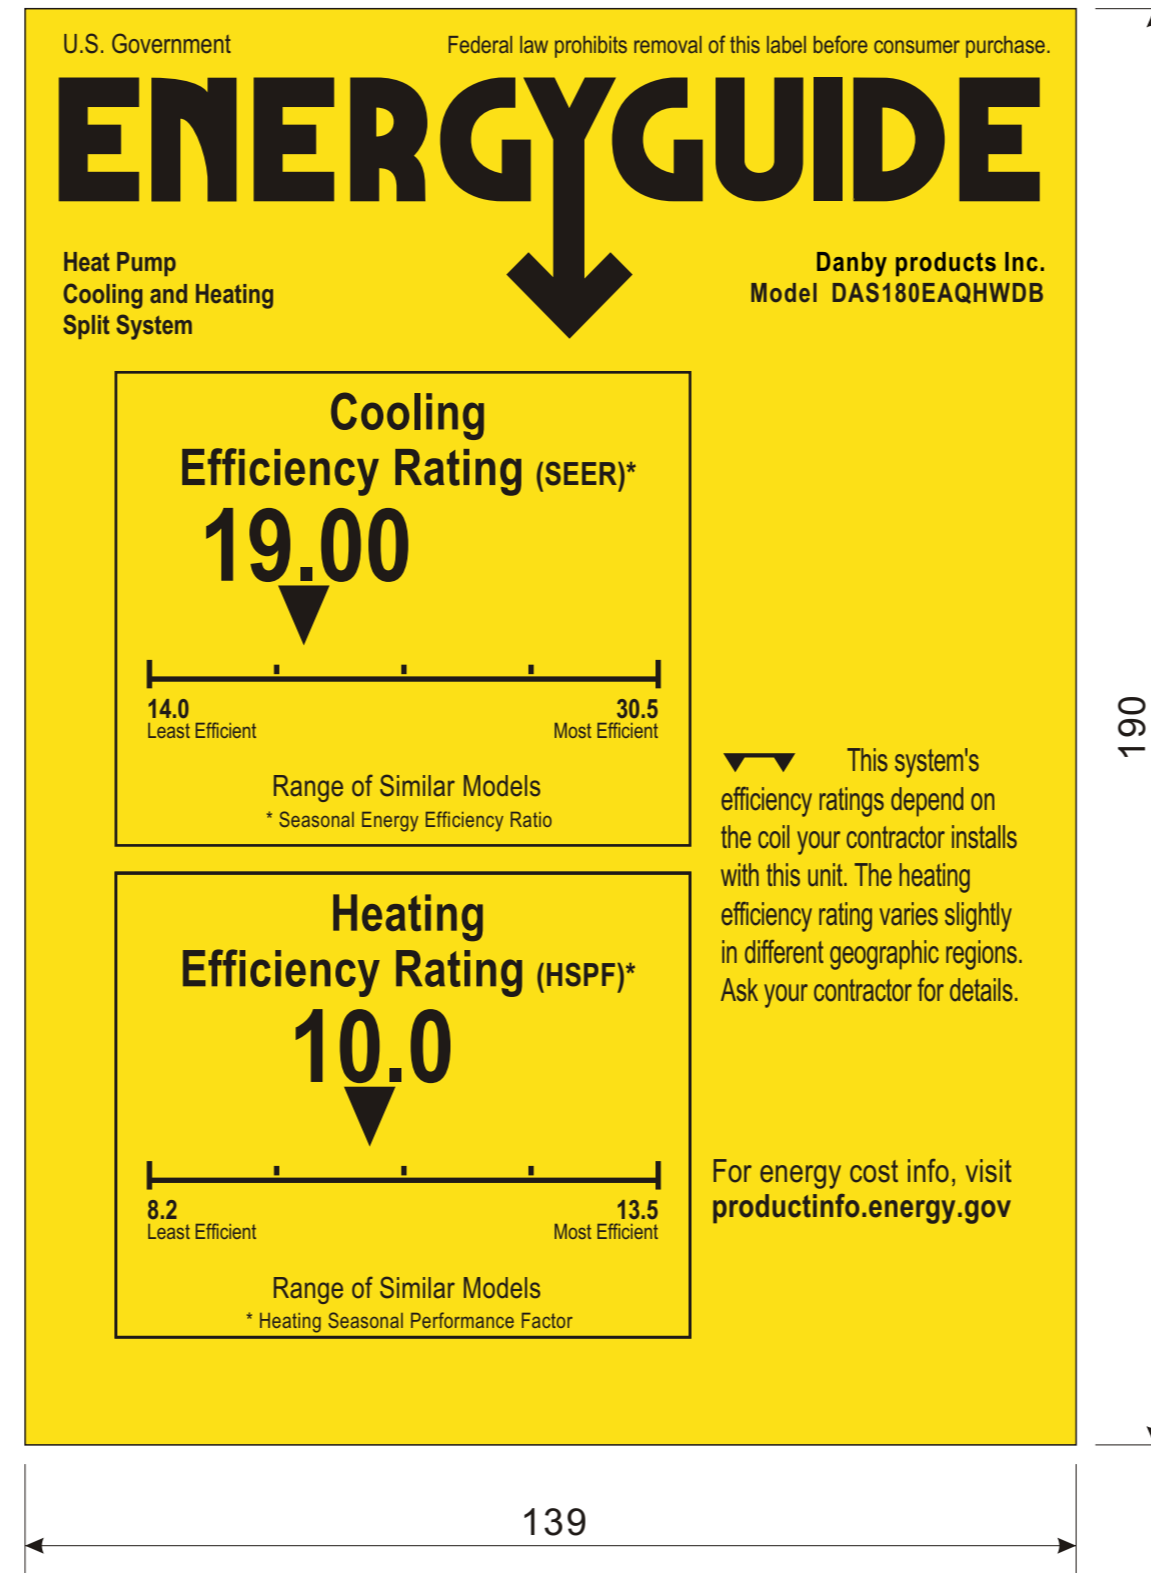 U.S. Government
Federal law prohibits removal of this label before consumer purchase.
ENERGYGUIDE
Heat Pump
Cooling and Heating
Split System
Danby products Inc.
Model DAS180EAQHWDB
Cooling
Efficiency Rating (SEER)*
19.00
14.0
Least Efficient
30.5
Most Efficient
Range of Similar Models
* Seasonal Energy Efficiency Ratio
This system's
efficiency ratings depend on
the coil your contractor installs
with this unit. The heating
efficiency rating varies slightly
in different geographic regions.
Ask your contractor for details.
Heating
Efficiency Rating (HSPF)*
10.0
8.2
Least Efficient
13.5
Most Efficient
Range of Similar Models
* Heating Seasonal Performance Factor
For energy cost info, visit
productinfo.energy.gov
190
139